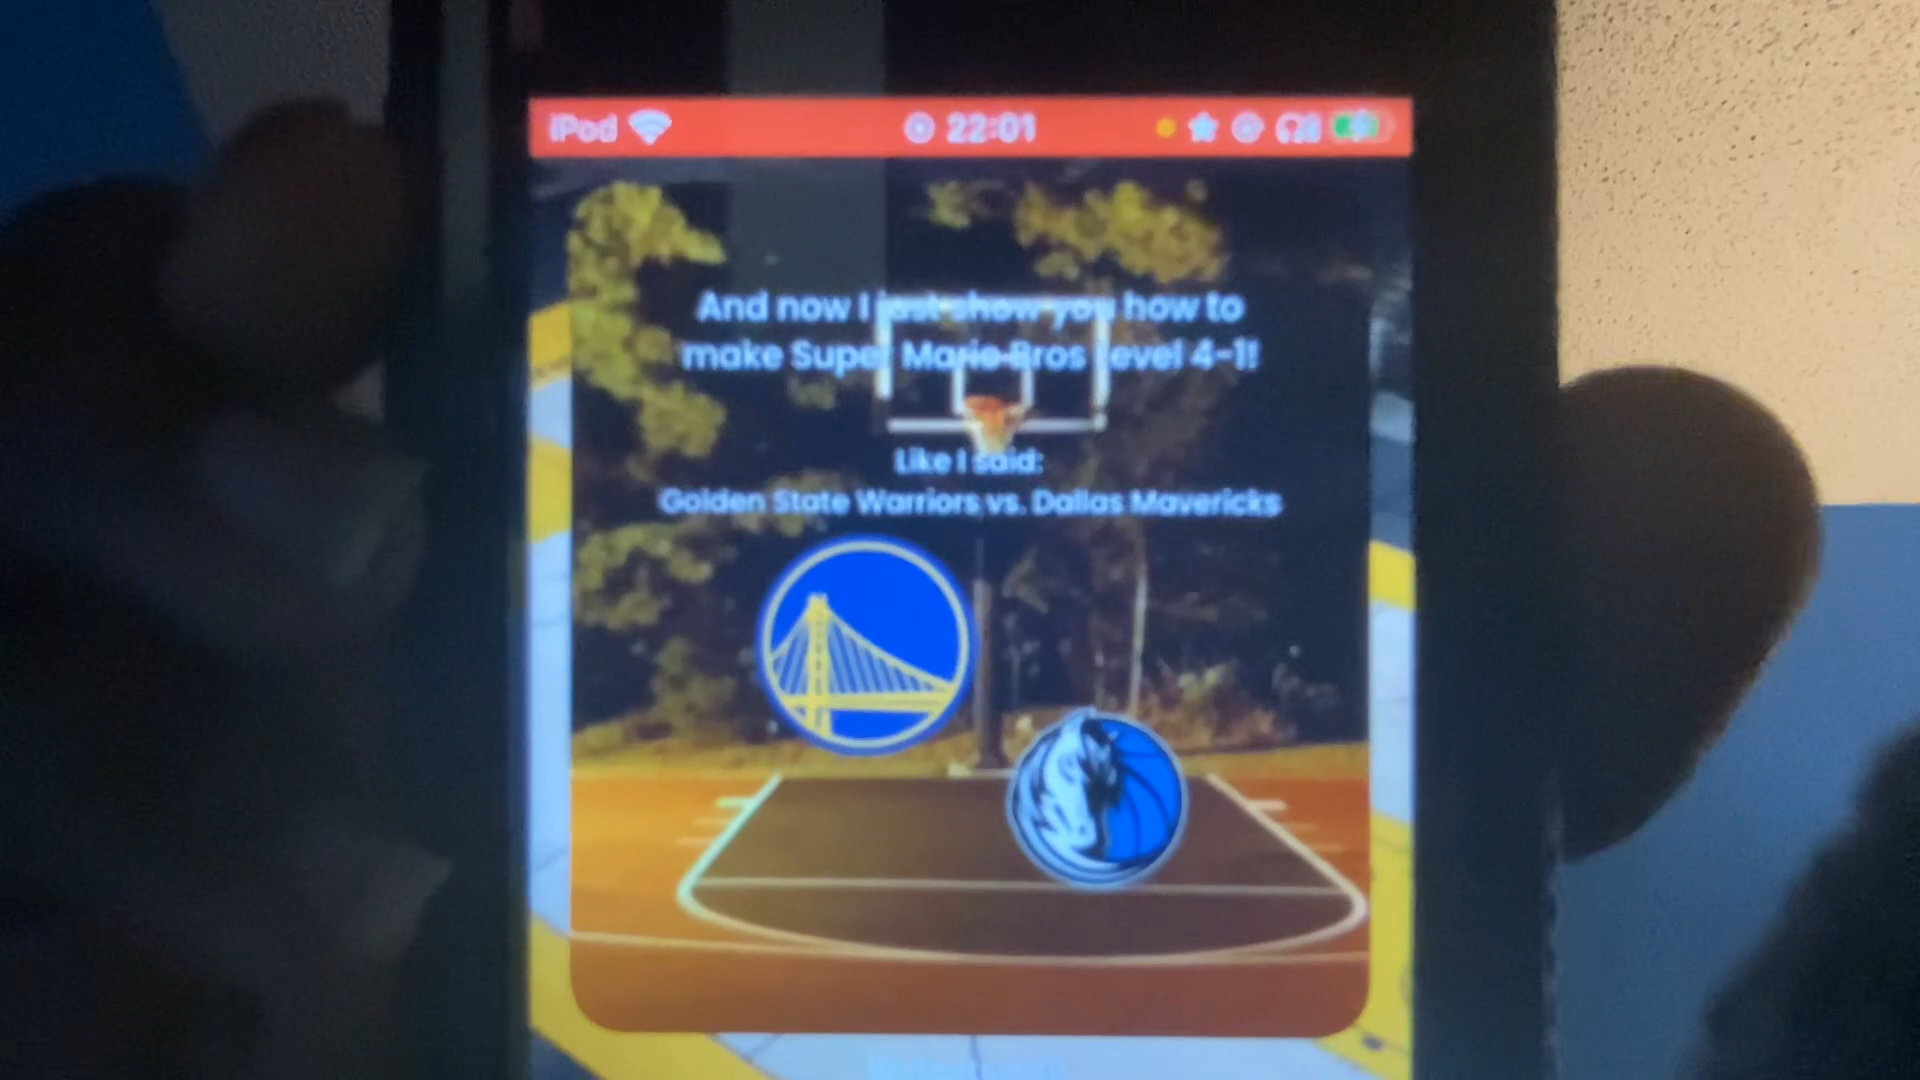 iPod 22:01
And now I just show you how to
make Super Mario Bros Level 4-1!
Like I said:
Golden State Warriors vs. Dallas Mavericks